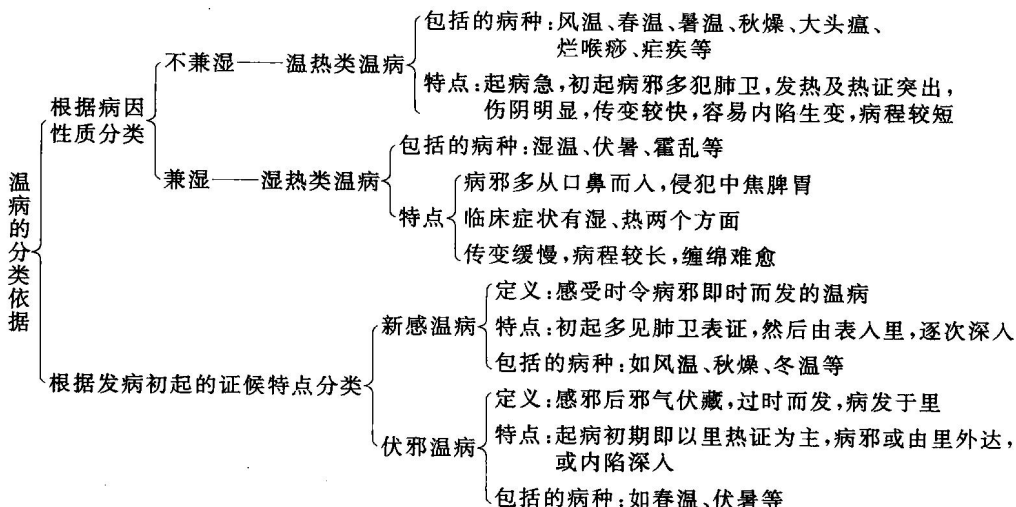 温病的分类依据
根据病因
性质分类
不兼湿——温热类温病
包括的病种:风温、春温、暑温、秋燥、大头瘟、
烂喉痧、疟疾等
特点:起病急,初起病邪多犯肺卫,发热及热证突出,
伤阴明显,传变较快,容易内陷生变,病程较短
兼湿——湿热类温病
包括的病种:湿温、伏暑、霍乱等
特点
病邪多从口鼻而入,侵犯中焦脾胃
临床症状有湿、热两个方面
传变缓慢,病程较长,缠绵难愈
根据发病初起的证候特点分类
新感温病
定义:感受时令病邪即时而发的温病
特点:初起多见肺卫表证,然后由表入里,逐次深入
包括的病种:如风温、秋燥、冬温等
伏邪温病
定义:感邪后邪气伏藏,过时而发,病发于里
特点:起病初期即以里热证为主,病邪或由里外达,
或内陷深入
包括的病种:如春温、伏暑等